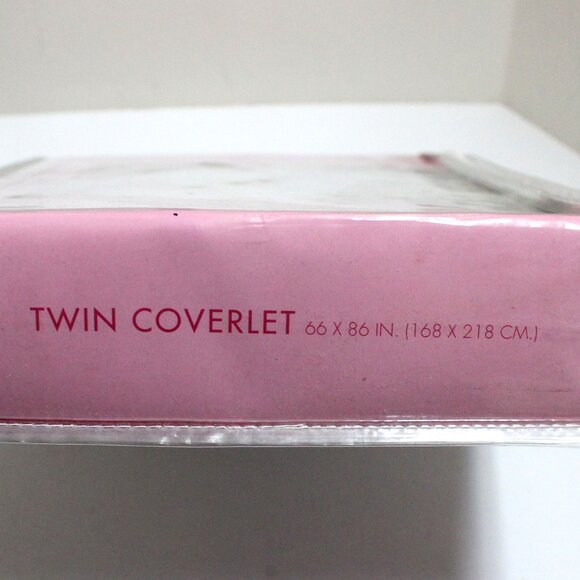 TWIN COVERLET 66 X 86 IN. (168 X 218 CM.)